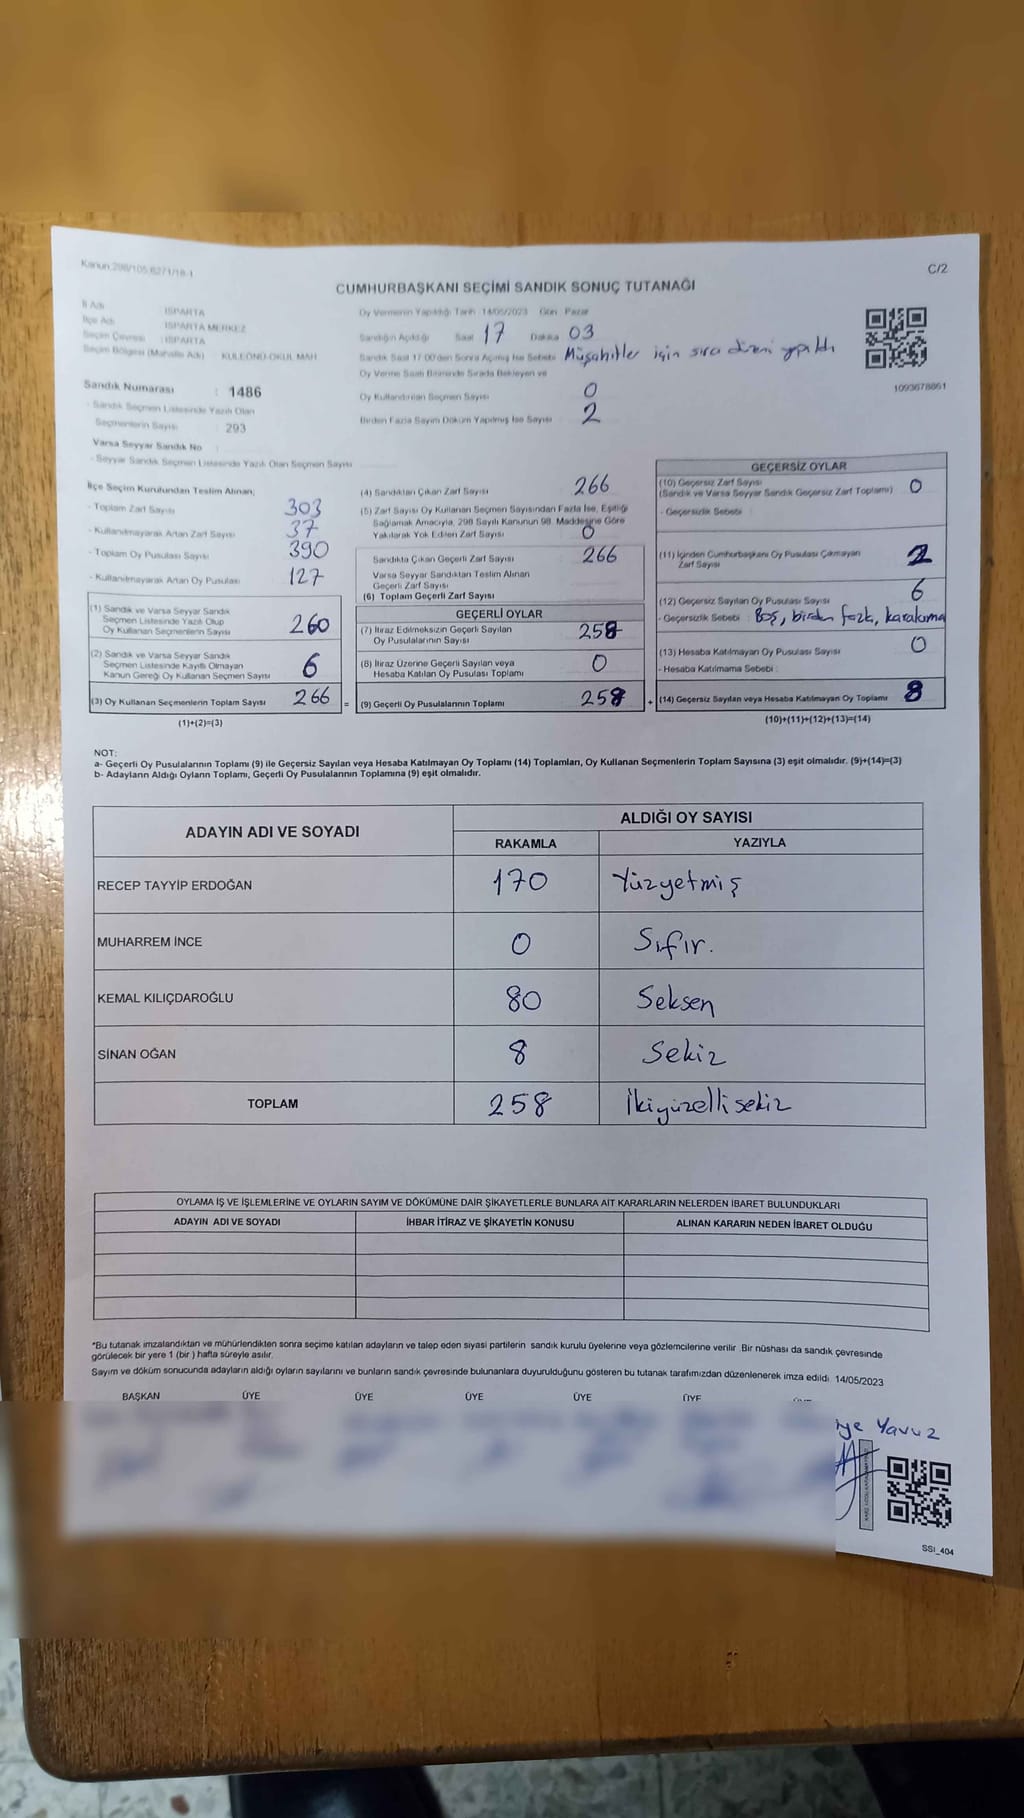 Kanun:298/105,6271/18-1
C/2
CUMHURBAŞKANI SEÇİMİ SANDIK SONUÇ TUTANAĞI
İl Adı : ISPARTA
İlçe Adı : ISPARTA MERKEZ
Seçim Çevresi : ISPARTA
Seçim Bölgesi (Mahalle Adı) : KULEÖNÜ-OKUL MAH
Sandık Numarası : 1486
- Sandık Seçmen Listesinde Yazılı Olan
Seçmenlerin Sayısı : 293
Varsa Seyyar Sandık No :
- Seyyar Sandık Seçmen Listesinde Yazılı Olan Seçmen Sayısı
Oy Vermenin Yapıldığı Tarih 14/05/2023 Gün Pazar
Sandığın Açıldığı Saat 17 Dakika 03
Sandık Saat 17:00'den Sonra Açılmış İse Sebebi Müşahitler için sıra düzeni yapıldı
Oy Verme Saati Bitiminde Sırada Bekleyen ve
Oy Kullandırılan Seçmen Sayısı 0
Birden Fazla Sayım Döküm Yapılmış İse Sayısı 2
1093678861
İlçe Seçim Kurulundan Teslim Alınan;
- Toplam Zarf Sayısı 303
- Kullanılmayarak Artan Zarf Sayısı 37
- Toplam Oy Pusulası Sayısı 390
- Kullanılmayarak Artan Oy Pusulası 127
(1) Sandık ve Varsa Seyyar Sandık
Seçmen Listesinde Yazılı Olup
Oy Kullanan Seçmenlerin Sayısı 260
(2) Sandık ve Varsa Seyyar Sandık
Seçmen Listesinde Kayıtlı Olmayan
Kanun Gereği Oy Kullanan Seçmen Sayısı 6
(3) Oy Kullanan Seçmenlerin Toplam Sayısı 266 =
(1)+(2)=(3)
(4) Sandıktan Çıkan Zarf Sayısı 266
(5) Zarf Sayısı Oy Kullanan Seçmen Sayısından Fazla İse, Eşitliği
Sağlamak Amacıyla, 298 Sayılı Kanunun 98. Maddesine Göre
Yakılarak Yok Edilen Zarf Sayısı 0
Sandıkta Çıkan Geçerli Zarf Sayısı 266
Varsa Seyyar Sandıktan Teslim Alınan
Geçerli Zarf Sayısı
(6) Toplam Geçerli Zarf Sayısı
GEÇERLİ OYLAR
(7) İtiraz Edilmeksizin Geçerli Sayılan
Oy Pusulalarının Sayısı 258
(8) İtiraz Üzerine Geçerli Sayılan veya
Hesaba Katılan Oy Pusulası Toplamı 0
(9) Geçerli Oy Pusulalarının Toplamı 258 +
GEÇERSİZ OYLAR
(10) Geçersiz Zarf Sayısı
(Sandık ve Varsa Seyyar Sandık Geçersiz Zarf Toplamı) 0
- Geçersizlik Sebebi :
(11) İçinden Cumhurbaşkanı Oy Pusulası Çıkmayan
Zarf Sayısı 2
(12) Geçersiz Sayılan Oy Pusulası Sayısı 6
- Geçersizlik Sebebi : Boş, birden fazla, karalama
(13) Hesaba Katılmayan Oy Pusulası Sayısı 0
- Hesaba Katılmama Sebebi :
(14) Geçersiz Sayılan veya Hesaba Katılmayan Oy Toplamı 8
(10)+(11)+(12)+(13)=(14)
NOT:
a- Geçerli Oy Pusulalarının Toplamı (9) ile Geçersiz Sayılan veya Hesaba Katılmayan Oy Toplamı (14) Toplamları, Oy Kullanan Seçmenlerin Toplam Sayısına (3) eşit olmalıdır. (9)+(14)=(3)
b- Adayların Aldığı Oyların Toplamı, Geçerli Oy Pusulalarının Toplamına (9) eşit olmalıdır.
ADAYIN ADI VE SOYADI
ALDIĞI OY SAYISI
RAKAMLA YAZIYLA
RECEP TAYYİP ERDOĞAN 170 Yüzyetmiş
MUHARREM İNCE 0 Sıfır.
KEMAL KILIÇDAROĞLU 80 Seksen
SİNAN OĞAN 8 Sekiz
TOPLAM 258 İkiyüzellisekiz
OYLAMA İŞ VE İŞLEMLERİNE VE OYLARIN SAYIM VE DÖKÜMÜNE DAİR ŞİKAYETLERLE BUNLARA AİT KARARLARIN NELERDEN İBARET BULUNDUKLARI
ADAYIN ADI VE SOYADI İHBAR İTİRAZ VE ŞİKAYETİN KONUSU ALINAN KARARIN NEDEN İBARET OLDUĞU
*Bu tutanak imzalandıktan ve mühürlendikten sonra seçime katılan adayların ve talep eden siyasi partilerin sandık kurulu üyelerine veya gözlemcilerine verilir. Bir nüshası da sandık çevresinde
görülecek bir yere 1 (bir ) hafta süreyle asılır.
Sayım ve döküm sonucunda adayların aldığı oyların sayılarını ve bunların sandık çevresinde bulunanlara duyurulduğunu gösteren bu tutanak tarafımızdan düzenlenerek imza edildi. 14/05/2023
BAŞKAN ÜYE ÜYE ÜYE ÜYE ÜYE
Yavuz
SSI_404